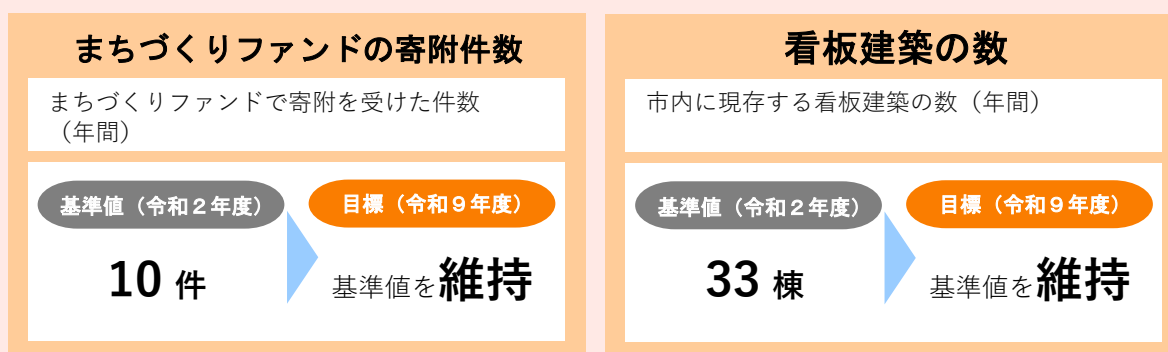 まちづくりファンドの寄附件数
まちづくりファンドで寄附を受けた件数
（年間）
基準値（令和２年度）
目標（令和９年度）
10 件
基準値を維持
看板建築の数
市内に現存する看板建築の数（年間）
基準値（令和２年度）
目標（令和９年度）
33 棟
基準値を維持